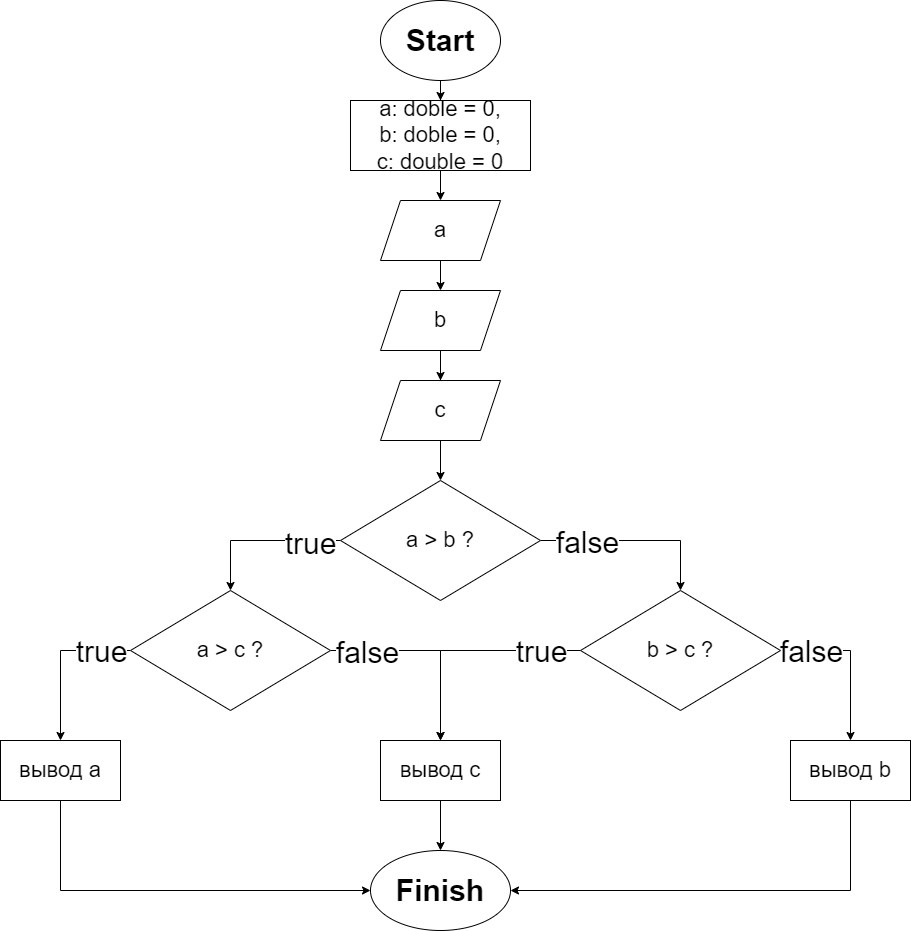 Start
a: doble = 0,
b: doble = 0,
c: double = 0
a
b
c
a > b ?
true
false
a > c ?
b > c ?
true
false
true
false
вывод a
вывод c
вывод b
Finish